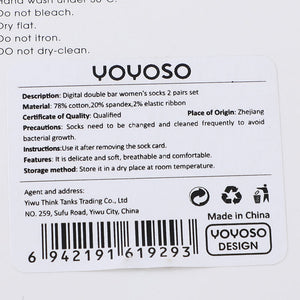 Hand wash under 30
Do not bleach.
Dry flat.
Do not itron.
DO not dry-clean.
YOYOSO
Description: Digital double bar women's socks 2 pairs set
Material: 78% cotton,20% spandex,2% elastic ribbon
Certificate of Quality: Qualified Place of Origin: Zhejiang
Precautions: Socks need to be changed and cleaned frequently to avoid
bacterial growth.
Instructions:Use it after removing the sock card.
Features: It is delicate and soft, breathable and comfortable.
Storage method: Store it in a dry place at room temperature.
Agent and address:
Yiwu Think Tanks Trading Co., Ltd
NO. 259, Sufu Road, Yiwu City, China
Made in China
YOYOSO
DESIGN
6 942191 619293